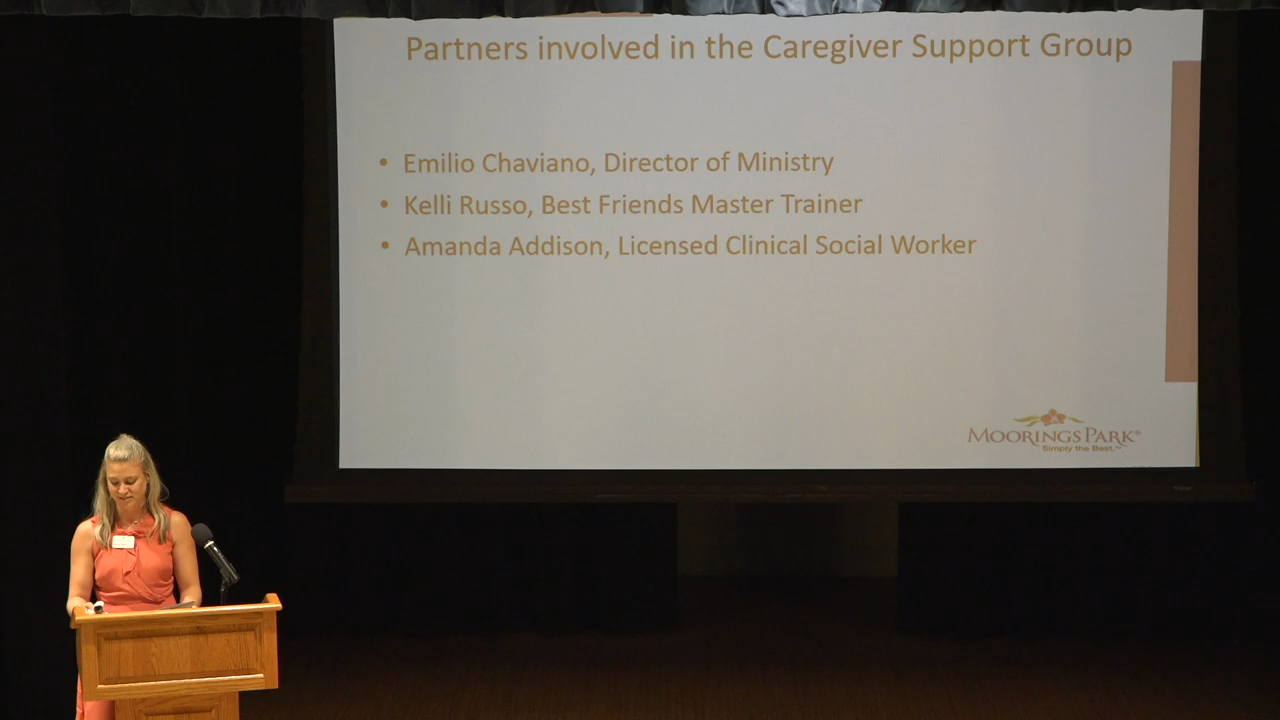 Partners involved in the Caregiver Support Group
• Emilio Chaviano, Director of Ministry
• Kelli Russo, Best Friends Master Trainer
• Amanda Addison, Licensed Clinical Social Worker
MOORINGS PARK®
Simply the Best.™